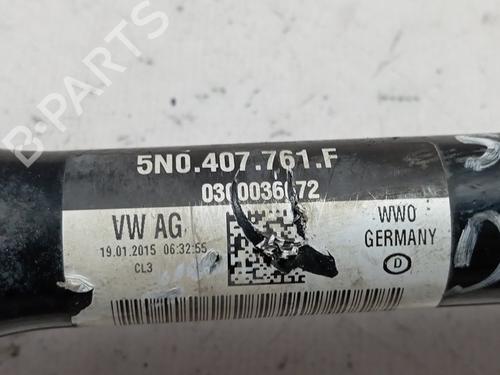 5N0.407.761.F
VW AG
19.01.2015 06:32:55
CL3
WWO
GERMANY
D
B-PARTS